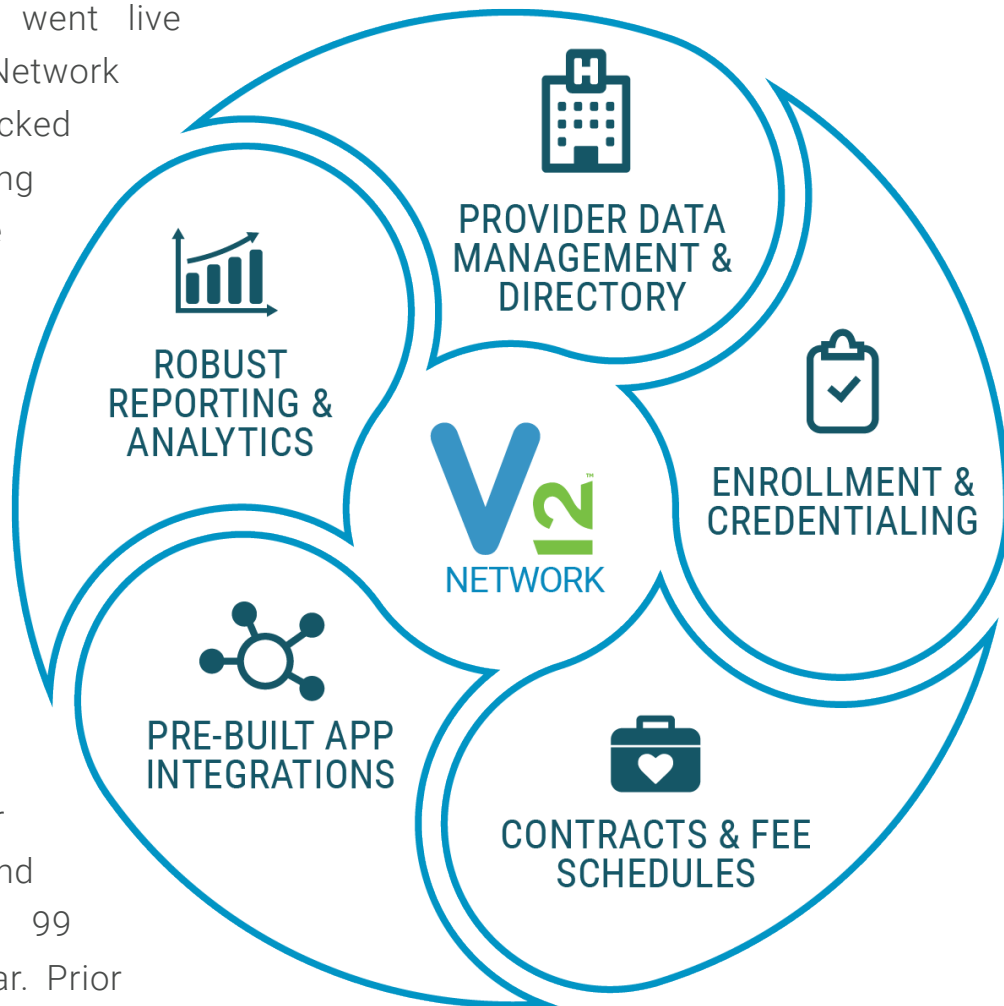 went live
Network
cked
ng
PROVIDER DATA
MANAGEMENT &
DIRECTORY
ROBUST
REPORTING &
ANALYTICS
ENROLLMENT &
CREDENTIALING
V12™
NETWORK
PRE-BUILT APP
INTEGRATIONS
CONTRACTS & FEE
SCHEDULES
nd
99
ar. Prior